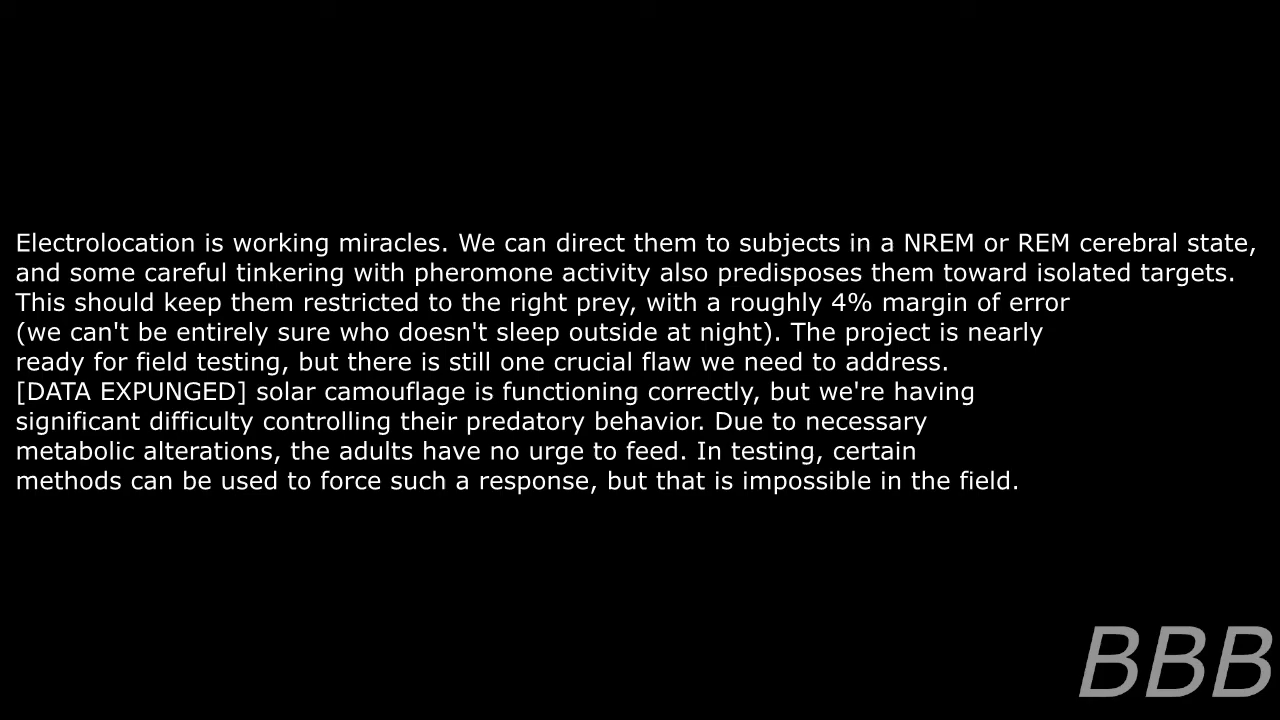 Electrolocation is working miracles. We can direct them to subjects in a NREM or REM cerebral state,
and some careful tinkering with pheromone activity also predisposes them toward isolated targets.
This should keep them restricted to the right prey, with a roughly 4% margin of error
(we can't be entirely sure who doesn't sleep outside at night). The project is nearly
ready for field testing, but there is still one crucial flaw we need to address.
[DATA EXPUNGED] solar camouflage is functioning correctly, but we're having
significant difficulty controlling their predatory behavior. Due to necessary
metabolic alterations, the adults have no urge to feed. In testing, certain
methods can be used to force such a response, but that is impossible in the field.
BBB